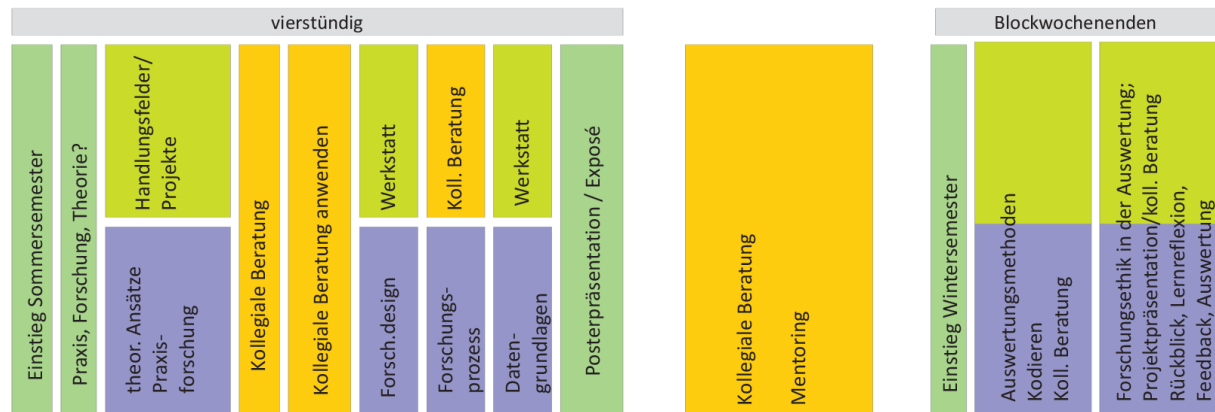 vierstündig
Blockwochenenden
Einstieg Sommersemester
Praxis, Forschung, Theorie?
Handlungsfelder/
Projekte
theor. Ansätze
Praxis-
forschung
Kollegiale Beratung
Kollegiale Beratung anwenden
Werkstatt
Forsch.design
Koll. Beratung
Forschungs-
prozess
Werkstatt
Daten-
grundlagen
Posterpräsentation / Exposé
Kollegiale Beratung
Mentoring
Einstieg Wintersemester
Auswertungsmethoden
Kodieren
Koll. Beratung
Forschungsethik in der Auswertung;
Projektpräsentation/koll. Beratung
Rückblick, Lernreflexion,
Feedback, Auswertung